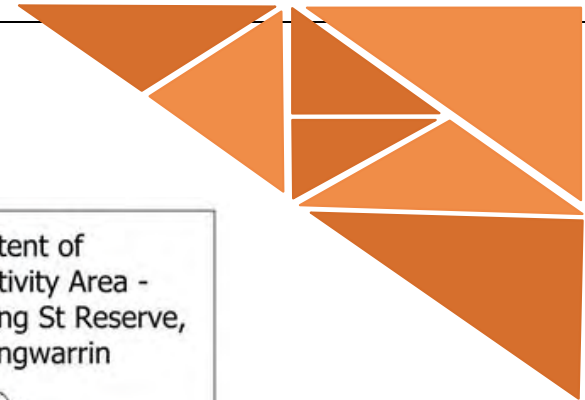 tent of
tivity Area -
ng St Reserve,
ngwarrin